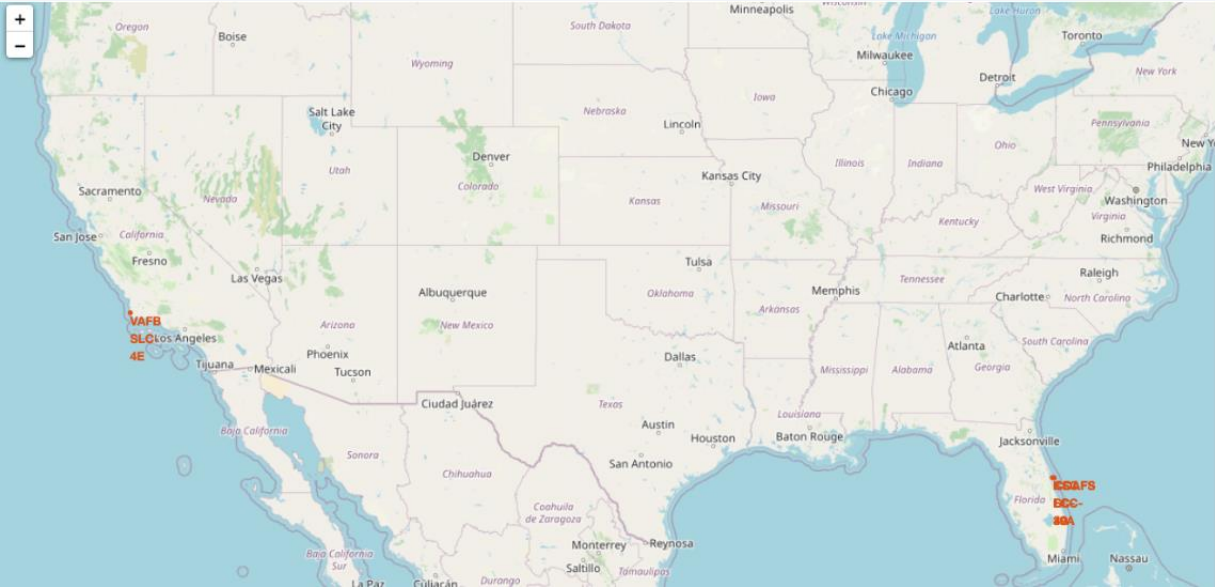 +
−
Oregon
Boise
South Dakota
Minneapolis
Wisconsin
Lake Huron
Toronto
Wyoming
Lake Michigan
Milwaukee
Detroit
New York
Chicago
Iowa
Nebraska
Salt Lake
City
Lincoln
Pennsylvania
Denver
Utah
Illinois
Indiana
Ohio
Philadelphia
Sacramento
Nevada
Colorado
Kansas City
Kansas
Missouri
West Virginia
Washington
Virginia
Kentucky
San Jose
California
Richmond
Fresno
Las Vegas
Tulsa
Raleigh
Tennessee
Albuquerque
Oklahoma
Memphis
Charlotte
North Carolina
VAFB
SLC-
4E
Los Angeles
Arizona
New Mexico
Arkansas
South Carolina
Phoenix
Dallas
Atlanta
Tijuana
Mexicali
Tucson
Mississippi
Alabama
Georgia
Ciudad Juárez
Texas
Louisiana
Baja California
Austin
Houston
Baton Rouge
Jacksonville
Sonora
San Antonio
Chihuahua
Florida
Coahuila
de Zaragoza
Monterrey
Reynosa
Baja California
Sur
Saltillo
Tamaulipas
Miami
Nassau
La Paz
Culiacán
Durango